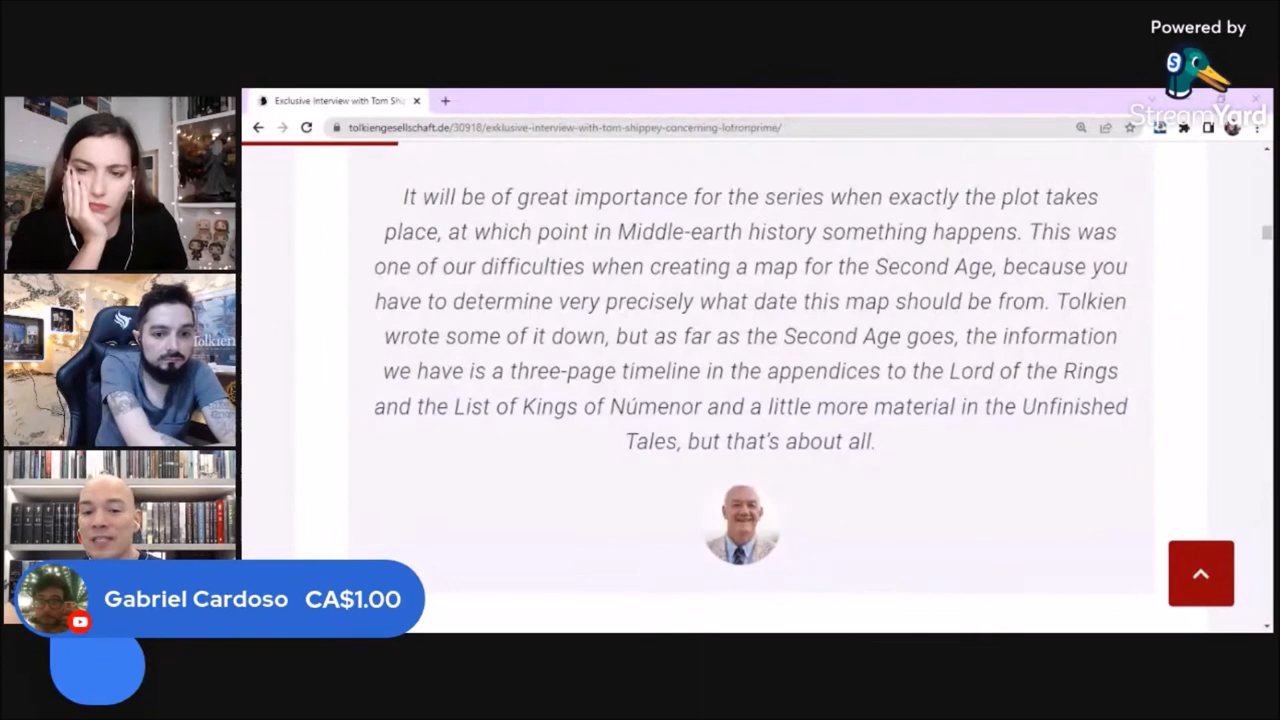 Powered by
StreamYard
Exclusive Interview with Tom Sh
tolkiengesellschaft.de/30918/exklusive-interview-with-tom-shippey-concerning-lotronprime/
It will be of great importance for the series when exactly the plot takes
place, at which point in Middle-earth history something happens. This was
one of our difficulties when creating a map for the Second Age, because you
have to determine very precisely what date this map should be from. Tolkien
wrote some of it down, but as far as the Second Age goes, the information
we have is a three-page timeline in the appendices to the Lord of the Rings
and the List of Kings of Númenor and a little more material in the Unfinished
Tales, but that's about all.
Tolkien
Gabriel Cardoso CA$1.00